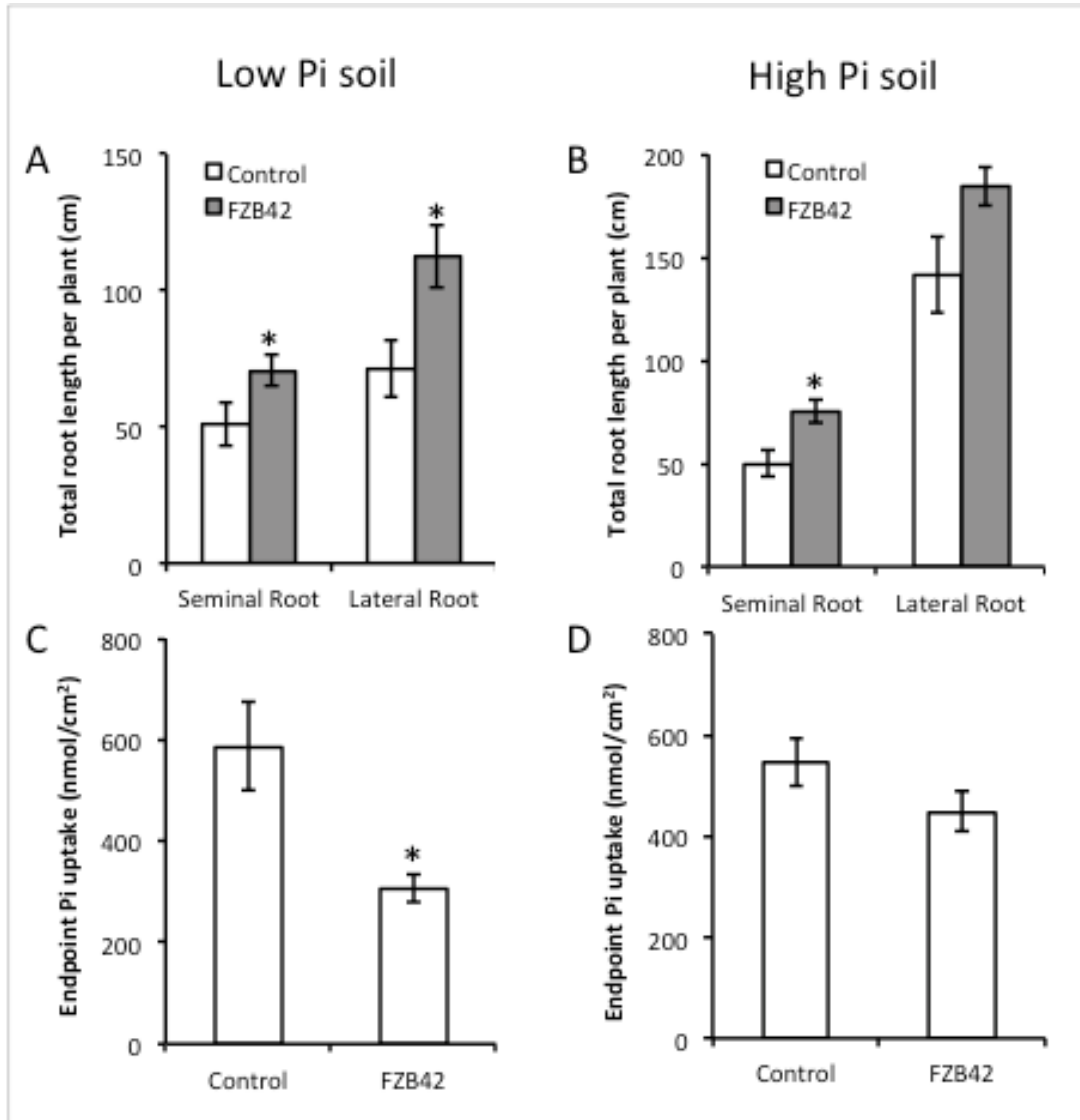 Low Pi soil
High Pi soil
A
Total root length per plant (cm)
150
100
50
0
Control
FZB42
*
*
Seminal Root Lateral Root
B
Total root length per plant (cm)
200
150
100
50
0
Control
FZB42
*
Seminal Root Lateral Root
C
Endpoint Pi uptake (nmol/cm²)
800
600
400
200
0
*
Control FZB42
D
Endpoint Pi uptake (nmol/cm²)
800
600
400
200
0
Control FZB42